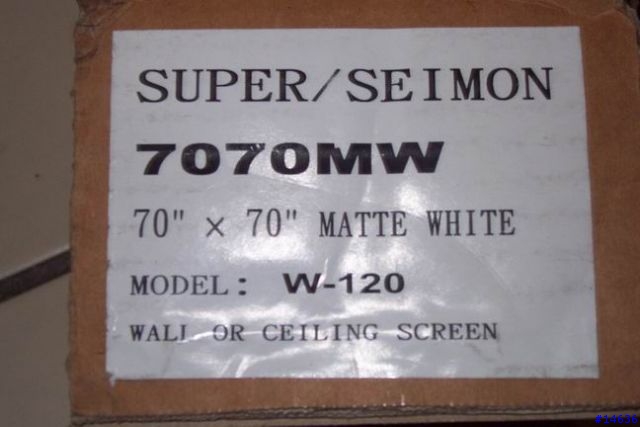 SUPER/SEIMON
7070MW
70" × 70" MATTE WHITE
MODEL: W-120
WALL OR CEILING SCREEN